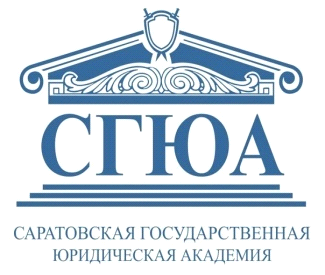 СГЮА
САРАТОВСКАЯ ГОСУДАРСТВЕННАЯ
ЮРИДИЧЕСКАЯ АКАДЕМИЯ